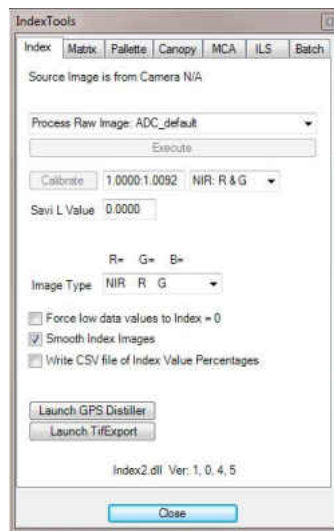 IndexTools
Index Matrix Pallette Canopy MCA ILS Batch
Source Image is from Camera N/A
Process Raw Image: ADC_default
Execute
Calibrate 1.0000:1.0092 NIR: R & G
Savi L Value 0.0000
R= G= B=
Image Type NIR R G
Force low data values to Index = 0
Smooth Index Images
Write CSV file of Index Value Percentages
Launch GPS Distiller
Launch TifExport
Index2.dll Ver: 1, 0, 4, 5
Close